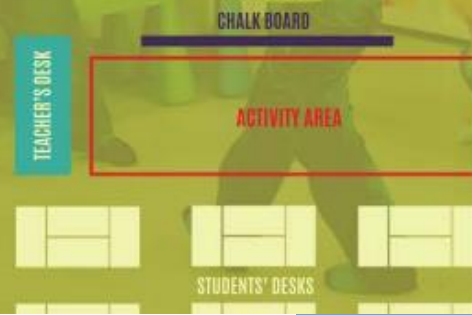 CHALK BOARD
TEACHER'S DESK
ACTIVITY AREA
STUDENTS' DESKS